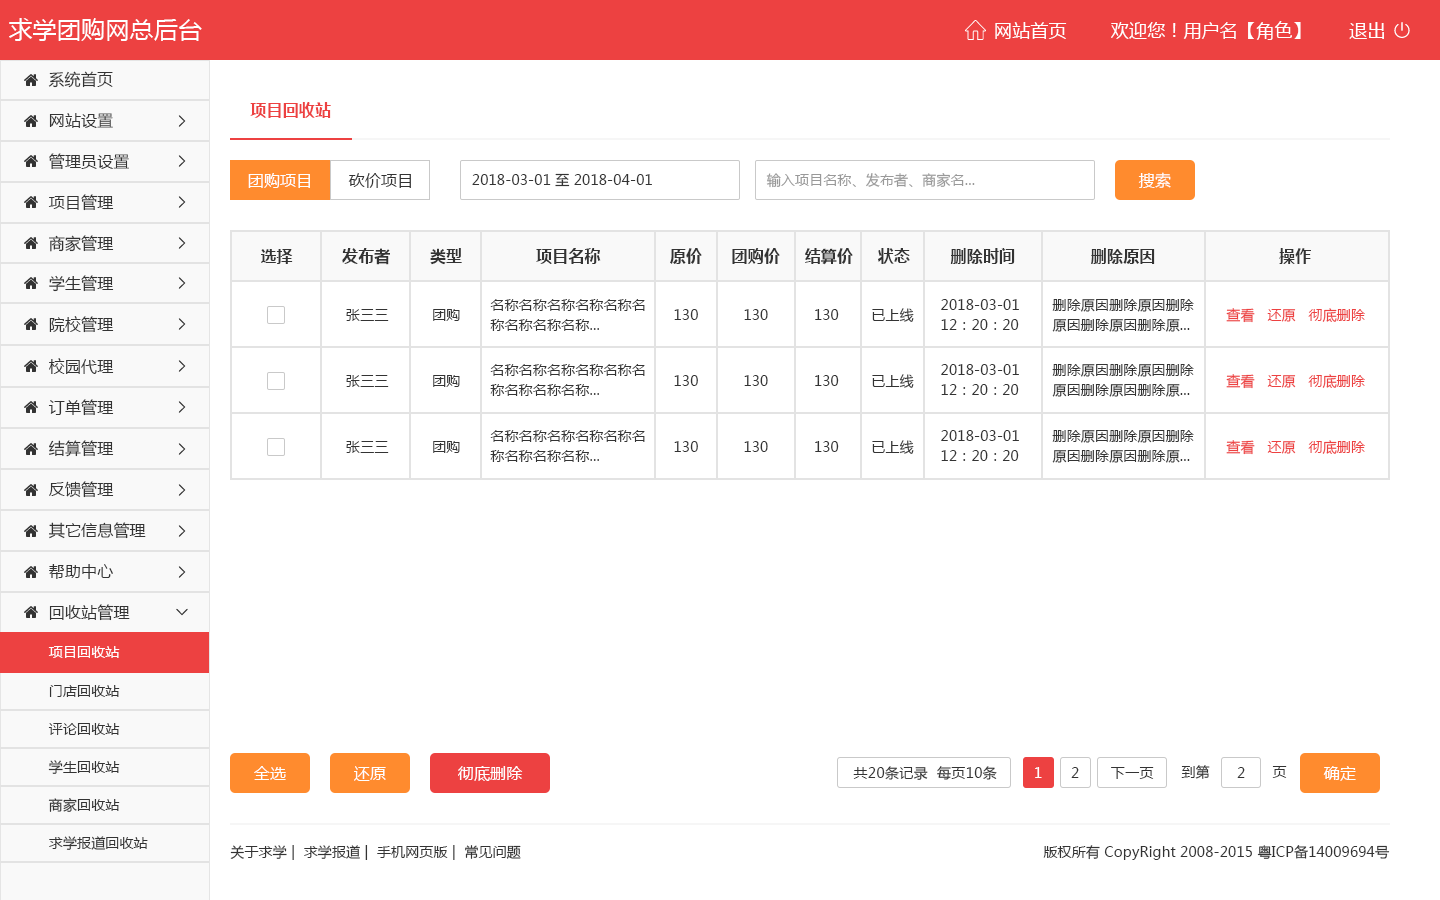 求学团购网总后台
网站首页
欢迎您！用户名【角色】
退出
系统首页
网站设置
管理员设置
项目管理
商家管理
学生管理
院校管理
校园代理
订单管理
结算管理
反馈管理
其它信息管理
帮助中心
回收站管理
项目回收站
门店回收站
评论回收站
学生回收站
商家回收站
求学报道回收站
项目回收站
团购项目 砍价项目 2018-03-01 至 2018-04-01 输入项目名称、发布者、商家名... 搜索
选择 发布者 类型 项目名称 原价 团购价 结算价 状态 删除时间 删除原因 操作
张三三 团购 名称名称名称名称名称名称名称名称名称... 130 130 130 已上线 2018-03-01 12：20：20 删除原因删除原因删除原因删除原因删除原... 查看 还原 彻底删除
张三三 团购 名称名称名称名称名称名称名称名称名称... 130 130 130 已上线 2018-03-01 12：20：20 删除原因删除原因删除原因删除原因删除原... 查看 还原 彻底删除
张三三 团购 名称名称名称名称名称名称名称名称名称... 130 130 130 已上线 2018-03-01 12：20：20 删除原因删除原因删除原因删除原因删除原... 查看 还原 彻底删除
全选 还原 彻底删除 共20条记录 每页10条 1 2 下一页 到第 2 页 确定
关于求学 | 求学报道 | 手机网页版 | 常见问题
版权所有 CopyRight 2008-2015 粤ICP备14009694号